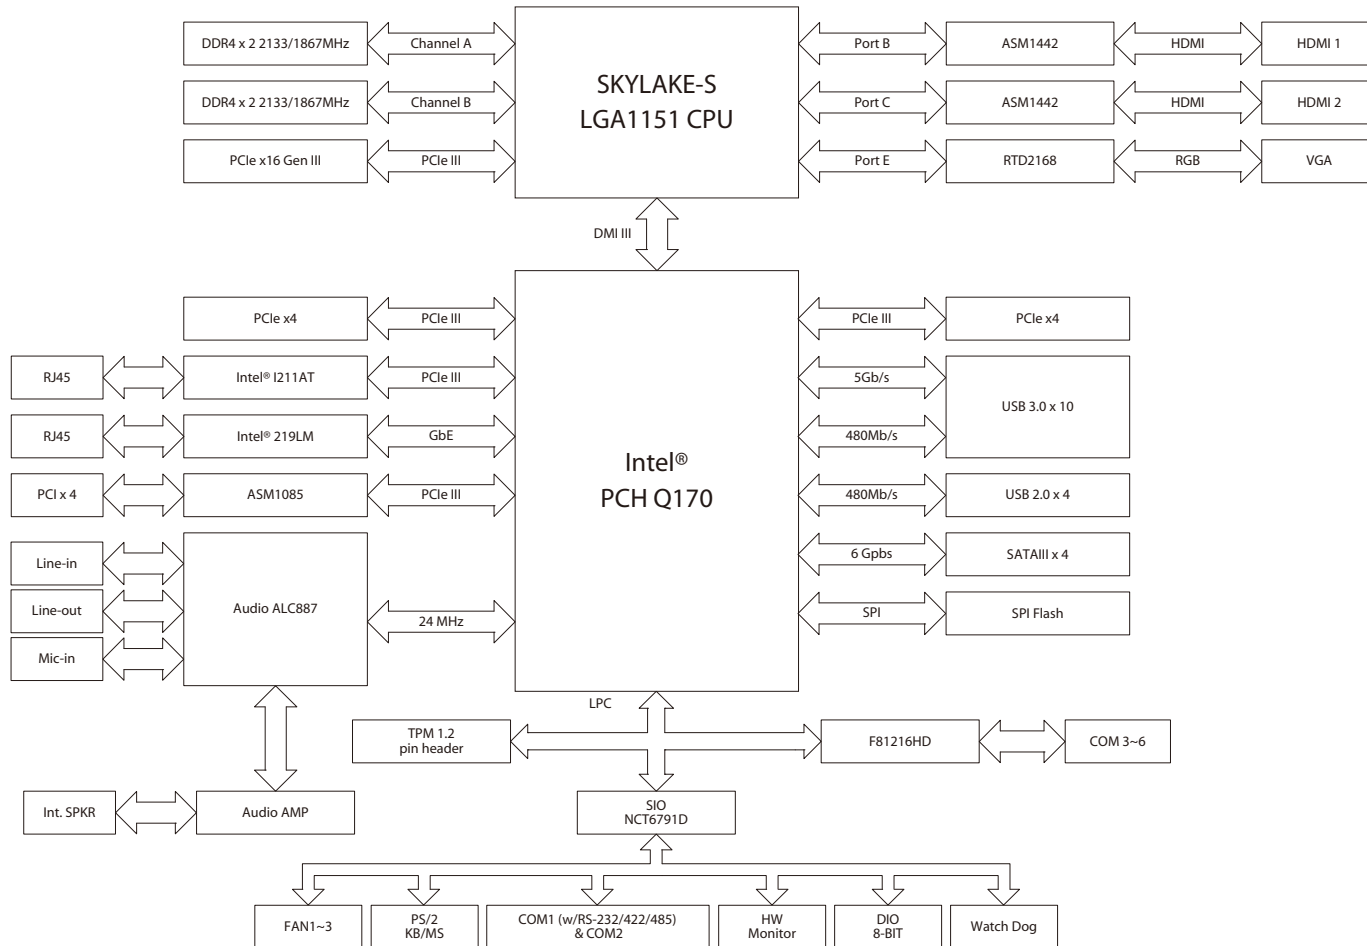 DDR4 x 2 2133/1867MHz
Channel A
SKYLAKE-S
LGA1151 CPU
Port B
ASM1442
HDMI
HDMI 1
DDR4 x 2 2133/1867MHz
Channel B
Port C
ASM1442
HDMI
HDMI 2
PCIe x16 Gen III
PCIe III
Port E
RTD2168
RGB
VGA
DMI III
PCIe x4
PCIe III
Intel®
PCH Q170
PCIe III
PCIe x4
RJ45
Intel® I211AT
PCIe III
5Gb/s
USB 3.0 x 10
RJ45
Intel® 219LM
GbE
480Mb/s
PCI x 4
ASM1085
PCIe III
480Mb/s
USB 2.0 x 4
Line-in
6 Gpbs
SATAIII x 4
Line-out
Audio ALC887
24 MHz
SPI
SPI Flash
Mic-in
LPC
TPM 1.2
pin header
F81216HD
COM 3~6
Int. SPKR
Audio AMP
SIO
NCT6791D
FAN1~3
PS/2
KB/MS
COM1 (w/RS-232/422/485)
& COM2
HW
Monitor
DIO
8-BIT
Watch Dog